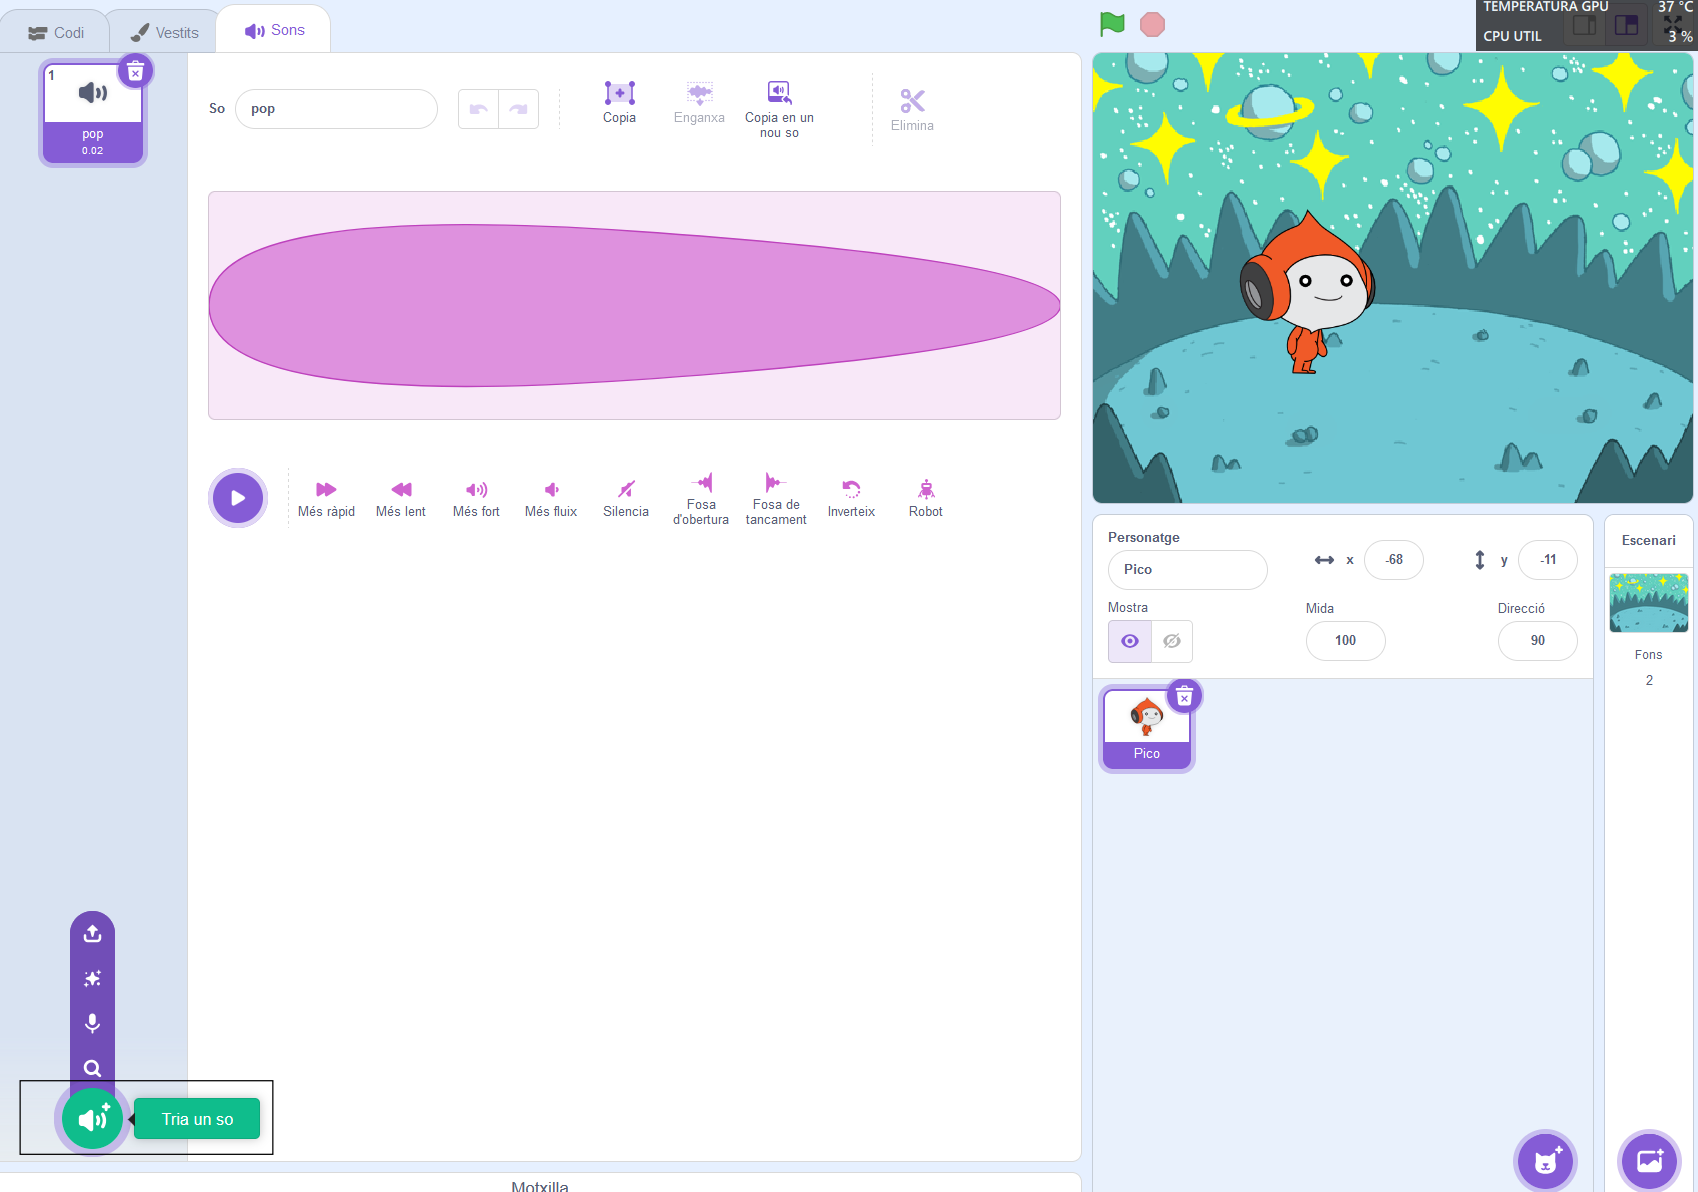 Codi
Vestits
Sons
TEMPERATURA GPU 37 °C
CPU UTIL 3 %
1
pop
0.02
So
pop
Copia
Enganxa
Copia en un
nou so
Elimina
Més ràpid
Més lent
Més fort
Més fluix
Silencia
Fosa
d'obertura
Fosa de
tancament
Inverteix
Robot
Personatge
Pico
x
-68
y
-11
Mostra
Mida
100
Direcció
90
Pico
Escenari
Fons
2
Tria un so
Motxilla